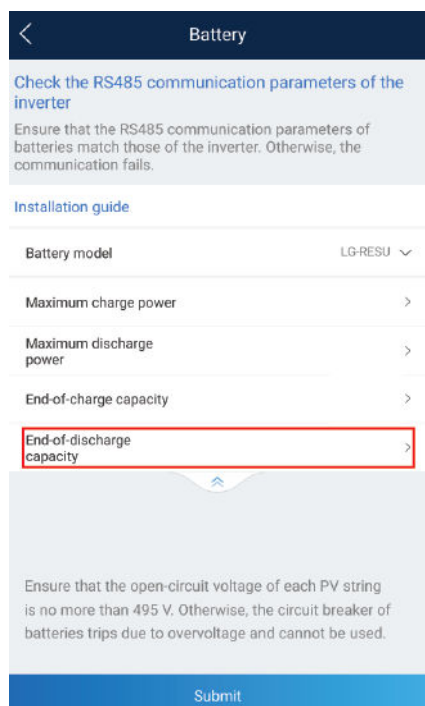 Battery
Check the RS485 communication parameters of the
inverter
Ensure that the RS485 communication parameters of
batteries match those of the inverter. Otherwise, the
communication fails.
Installation guide
Battery model LG-RESU
Maximum charge power
Maximum discharge
power
End-of-charge capacity
End-of-discharge
capacity
Ensure that the open-circuit voltage of each PV string
is no more than 495 V. Otherwise, the circuit breaker of
batteries trips due to overvoltage and cannot be used.
Submit